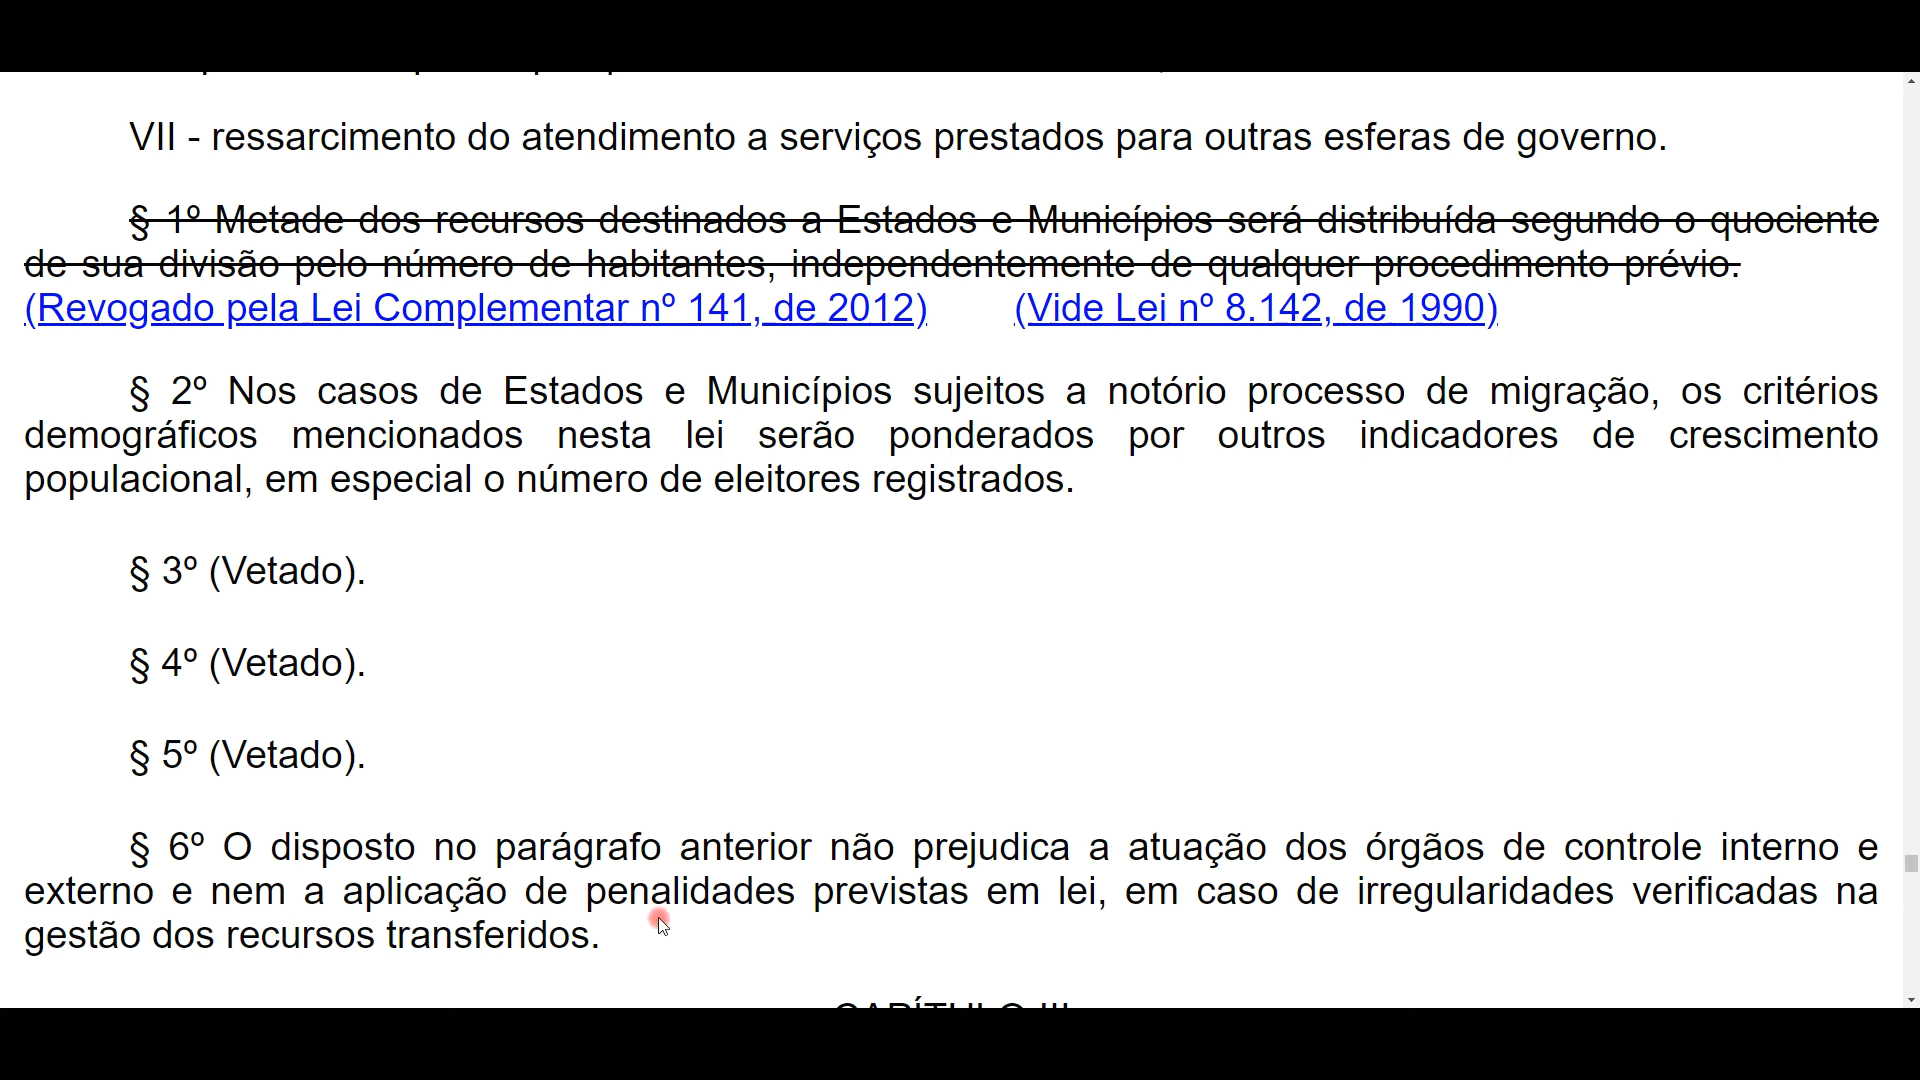 VII - ressarcimento do atendimento a serviços prestados para outras esferas de governo.
§ 1º Metade dos recursos destinados a Estados e Municípios será distribuída segundo o quociente
de sua divisão pelo número de habitantes, independentemente de qualquer procedimento prévio.
(Revogado pela Lei Complementar nº 141, de 2012) (Vide Lei nº 8.142, de 1990)
§ 2º Nos casos de Estados e Municípios sujeitos a notório processo de migração, os critérios
demográficos mencionados nesta lei serão ponderados por outros indicadores de crescimento
populacional, em especial o número de eleitores registrados.
§ 3º (Vetado).
§ 4º (Vetado).
§ 5º (Vetado).
§ 6º O disposto no parágrafo anterior não prejudica a atuação dos órgãos de controle interno e
externo e nem a aplicação de penalidades previstas em lei, em caso de irregularidades verificadas na
gestão dos recursos transferidos.
CAPÍTULO III